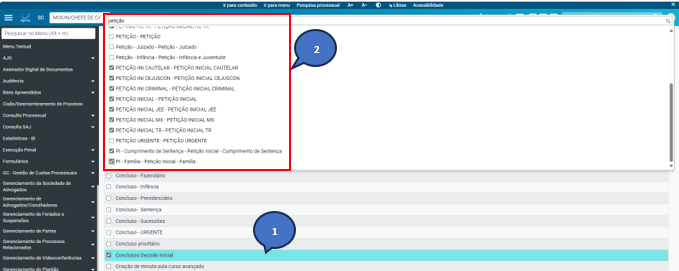 Ir para conteúdo Ir para menu Pesquisa processual A+ A- Libras Acessibilidade
eproc SC MOUN/CHEFE DE CA
petição
Pesquisar no Menu (Alt + m)
Menu Textual
AJG
Assinador Digital de Documentos
Audiência
Bens Apreendidos
Cisão/Desmembramento de Processo
Consulta Processual
Consulta SAJ
Estatísticas - BI
Execução Penal
Formulários
GC - Gestão de Custas Processuais
Gerenciamento da Sociedade de
Advogados
Gerenciamento de
Advogados/Conciliadores
Gerenciamento de Feriados e
Suspensões
Gerenciamento de Partes
Gerenciamento de Processos
Relacionados
Gerenciamento de Videoconferências
Gerenciamento do Plantão
PETIÇÃO - PETIÇÃO
Petição - Juizado - Petição - Juizado
Petição - Infância - Petição - Infância e Juventude
PETIÇÃO INI CAUTELAR - PETIÇÃO INICIAL CAUTELAR
PETIÇÃO INI CEJUSCON - PETIÇÃO INICIAL CEJUSCON
PETIÇÃO INI CRIMINAL - PETIÇÃO INICIAL CRIMINAL
PETIÇÃO INICIAL - PETIÇÃO INICIAL
PETIÇÃO INICIAL JEE - PETIÇÃO INICIAL JEE
PETIÇÃO INICIAL MS - PETIÇÃO INICIAL MS
PETIÇÃO INICIAL TR - PETIÇÃO INICIAL TR
PETIÇÃO URGENTE - PETIÇÃO URGENTE
PI - Cumprimento de Sentença - Petição Inicial - Cumprimento de Sentença
PI - Família - Petição Inicial - Família
2
Concluso - Fazendário
Concluso - Infância
Concluso - Previdenciário
Concluso - Sentença
Concluso - Sucessões
Concluso - URGENTE
Concluso prioritário
Conclusos Decisão Inicial
Criação de minuta aula curso avançado
1